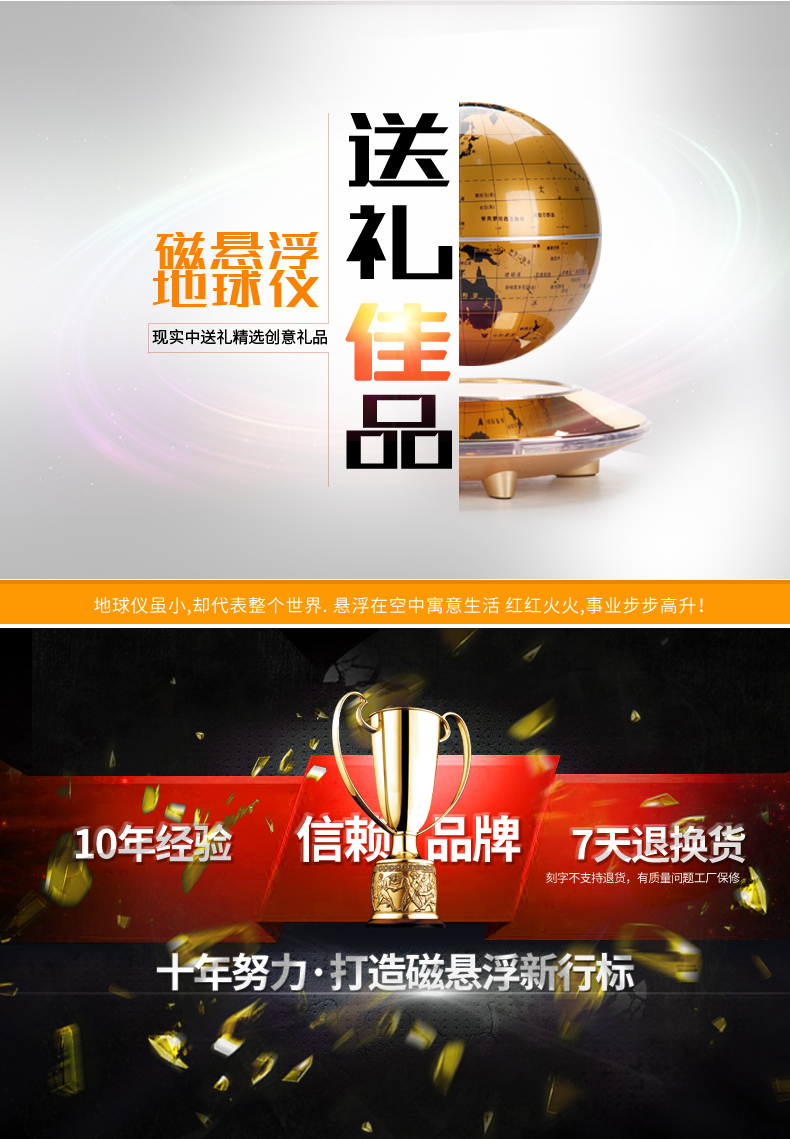 送礼佳品
磁悬浮
地球仪
现实中送礼精选创意礼品
地球仪虽小,却代表整个世界. 悬浮在空中寓意生活 红红火火,事业步步高升!
10年经验
信赖品牌
7天退换货
刻字不支持退货，有质量问题工厂保修。
十年努力·打造磁悬浮新行标